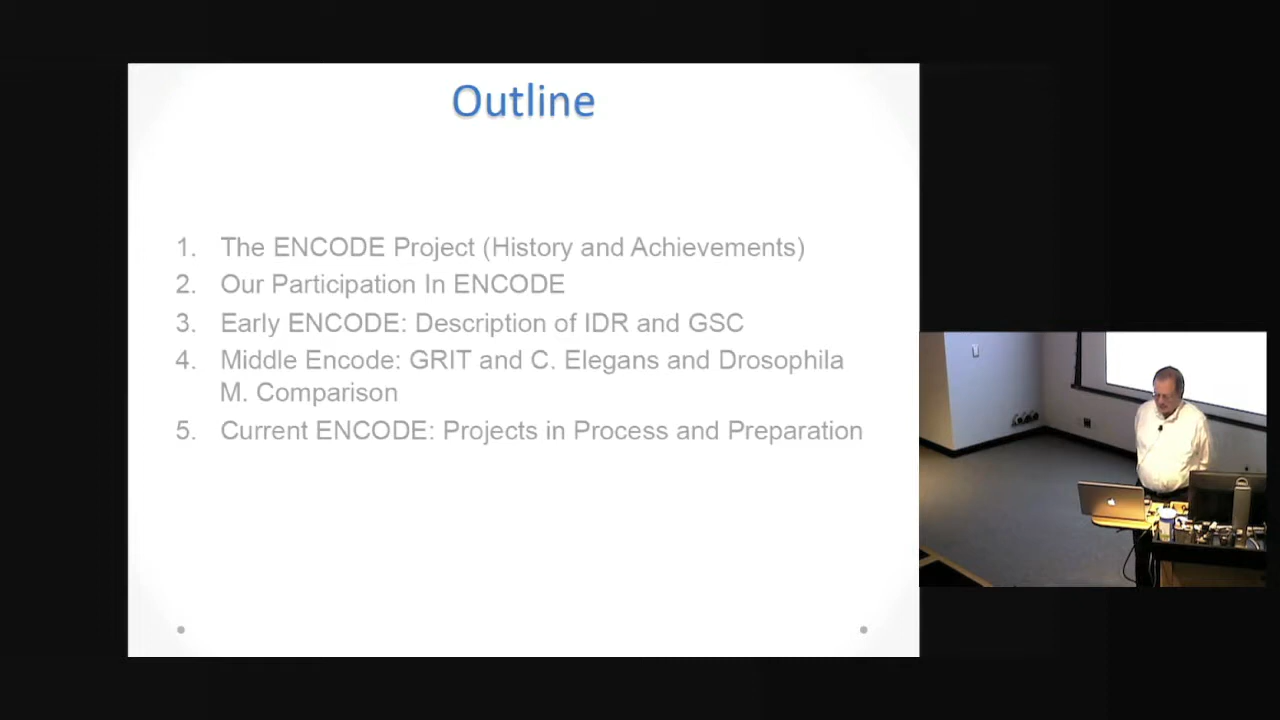 Outline
1. The ENCODE Project (History and Achievements)
2. Our Participation In ENCODE
3. Early ENCODE: Description of IDR and GSC
4. Middle Encode: GRIT and C. Elegans and Drosophila
M. Comparison
5. Current ENCODE: Projects in Process and Preparation